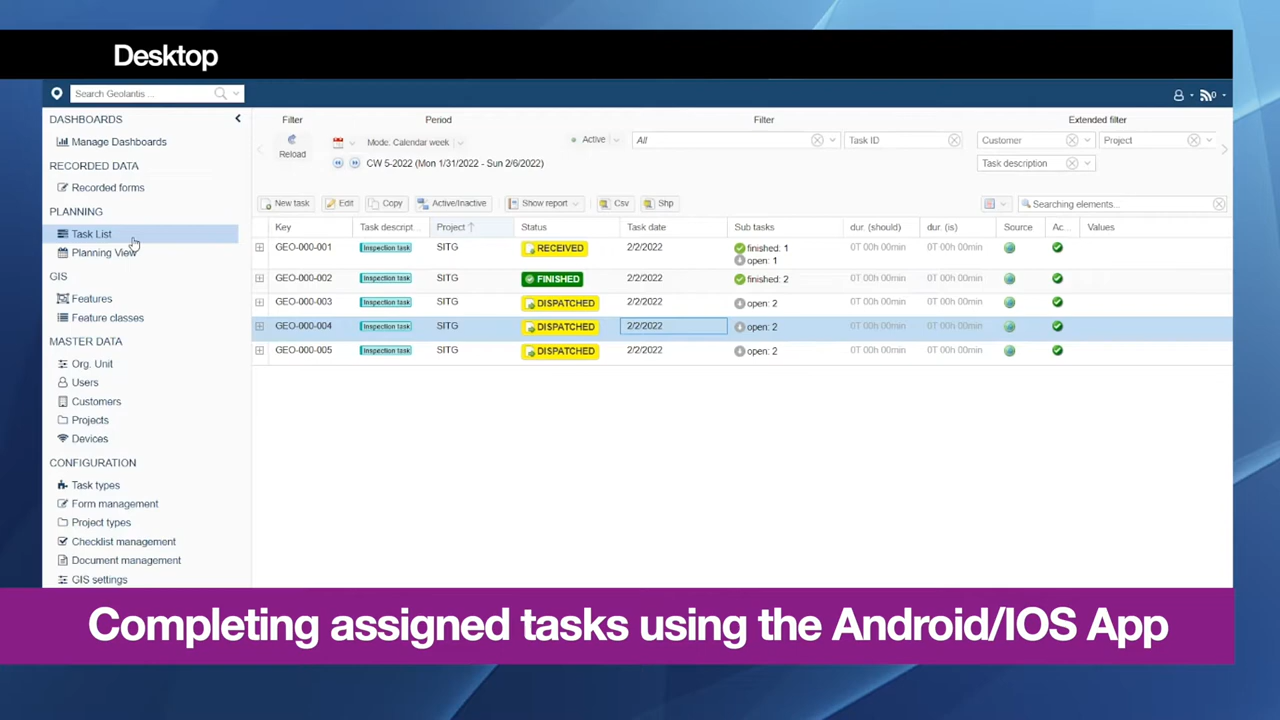 Desktop
Search Geolantis ...
0
DASHBOARDS
Manage Dashboards
RECORDED DATA
Recorded forms
PLANNING
Task List
Planning View
GIS
Features
Feature classes
MASTER DATA
Org. Unit
Users
Customers
Projects
Devices
CONFIGURATION
Task types
Form management
Project types
Checklist management
Document management
GIS settings
Filter Period Filter Extended filter
Reload
Mode. Calendar week
CW 5-2022 (Mon 1/31/2022 - Sun 2/6/2022)
Active All Task ID Customer Project
Task description
New task Edit Copy Active/Inactive Show report Csv Shp Searching elements...
Key Task descript... Project Status Task date Sub tasks dur. (should) dur. (is) Source Ac... Values
GEO-000-001 Inspection task SITG RECEIVED 2/2/2022 finished: 1 0T 00h 00min 0T 00h 00min
open: 1
GEO-000-002 Inspection task SITG FINISHED 2/2/2022 finished: 2 0T 00h 00min 0T 00h 00min
GEO-000-003 Inspection task SITG DISPATCHED 2/2/2022 open: 2 0T 00h 00min 0T 00h 00min
GEO-000-004 Inspection task SITG DISPATCHED 2/2/2022 open: 2 0T 00h 00min 0T 00h 00min
GEO-000-005 Inspection task SITG DISPATCHED 2/2/2022 open: 2 0T 00h 00min 0T 00h 00min
Completing assigned tasks using the Android/IOS App